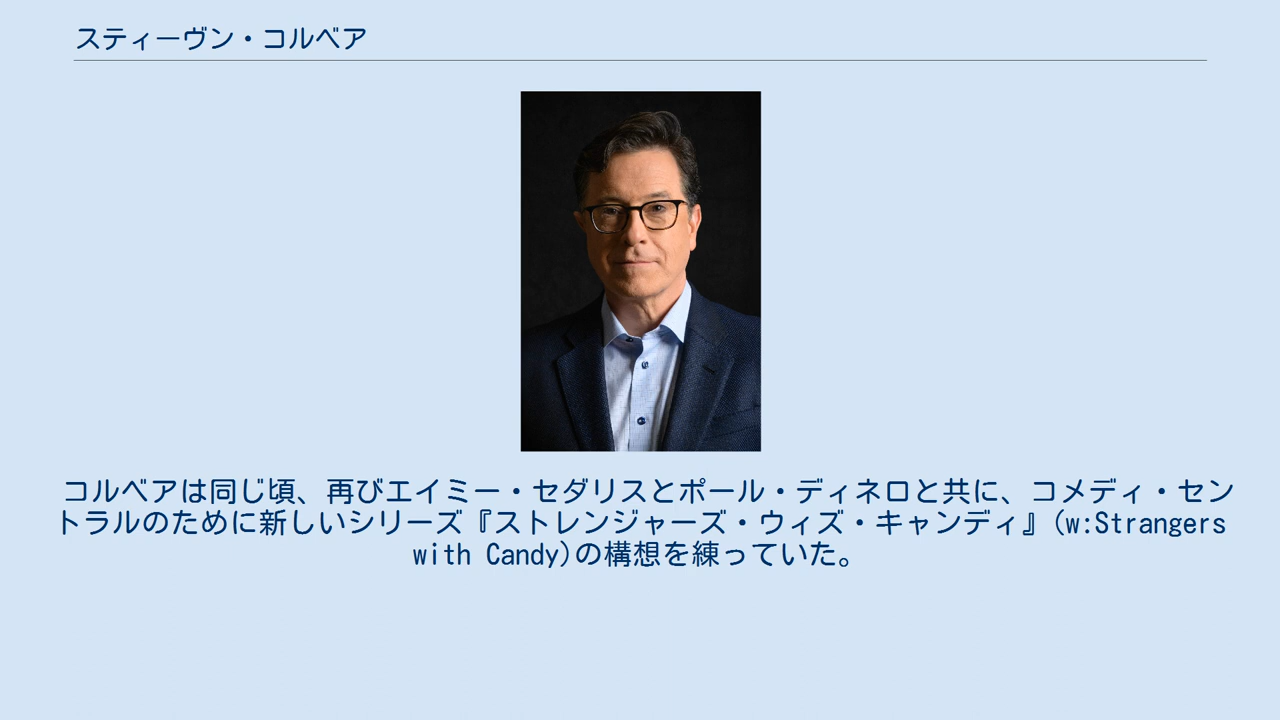 スティーヴン・コルベア
コルベアは同じ頃、再びエイミー・セダリスとポール・ディネロと共に、コメディ・セン
トラルのために新しいシリーズ『ストレンジャーズ・ウィズ・キャンディ』(w:Strangers
with Candy)の構想を練っていた。